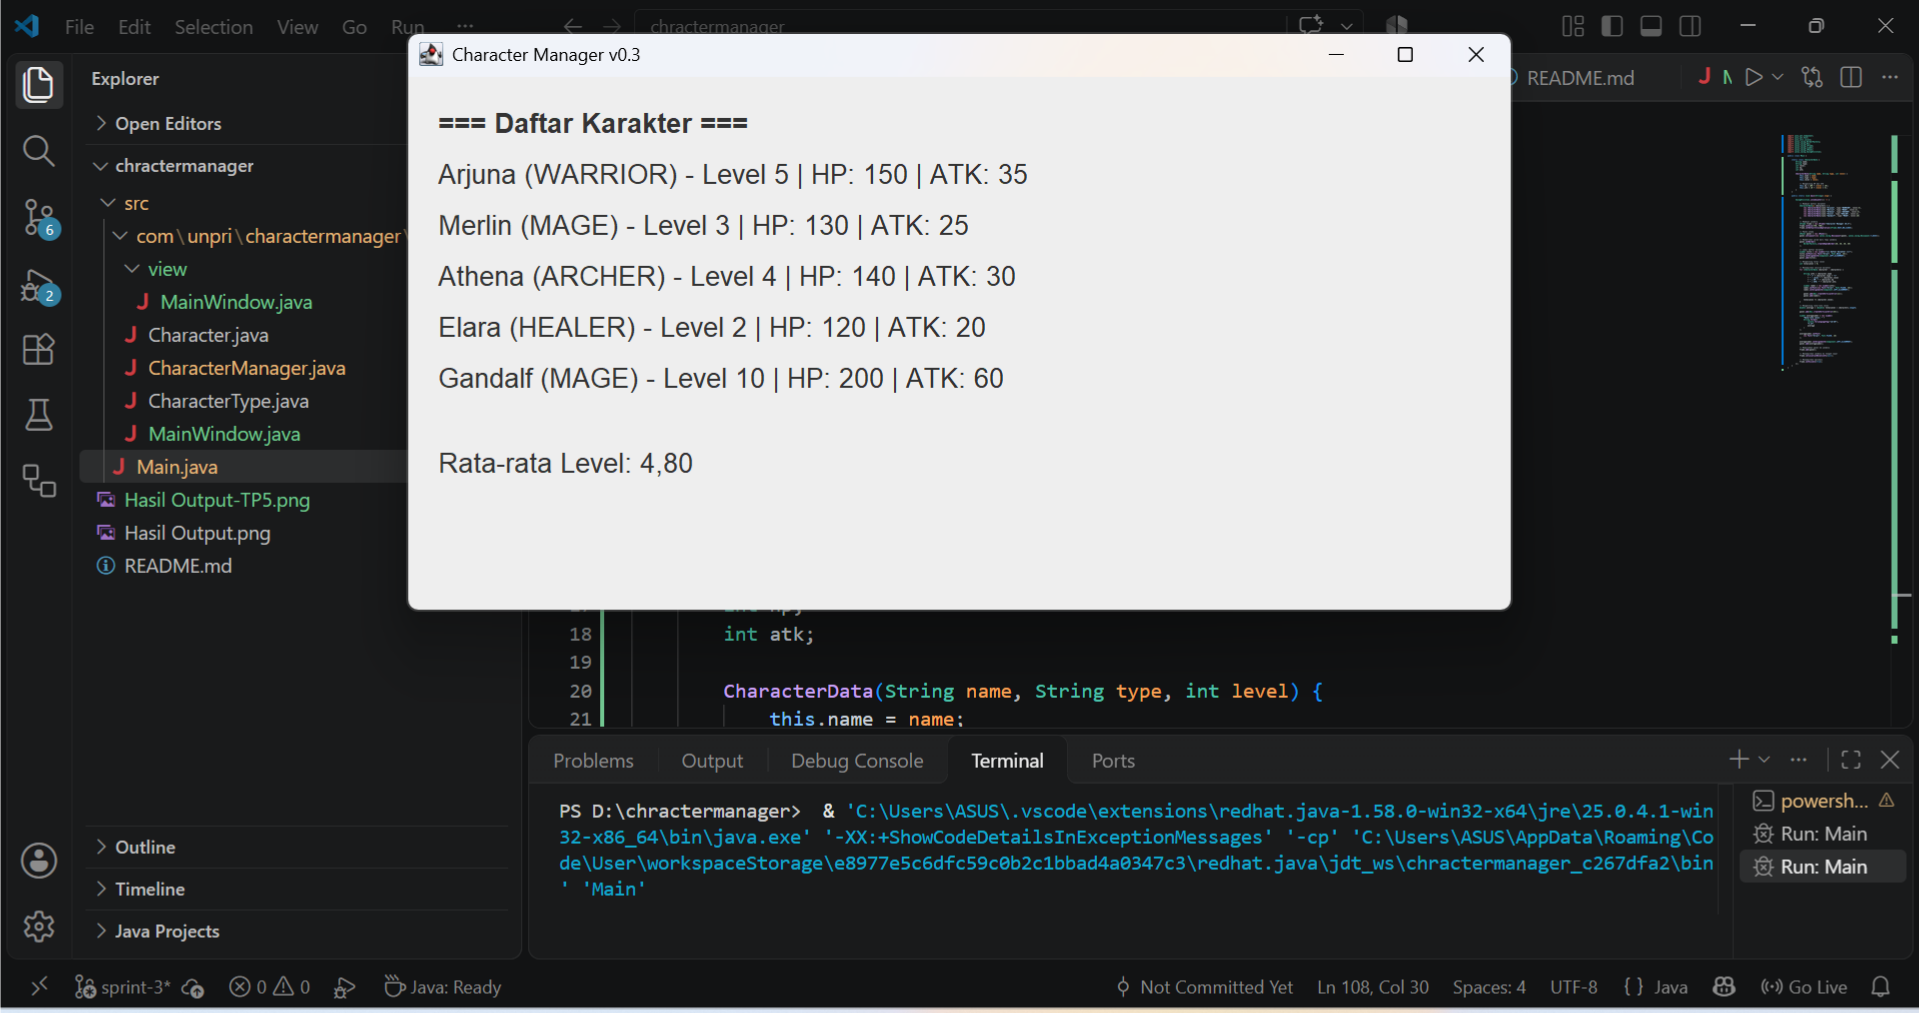 File Edit Selection View Go Run ···
chractermanager
Character Manager v0.3
Explorer
README.md
Open Editors
chractermanager
src
com\unpri\charactermanager
view
MainWindow.java
Character.java
CharacterManager.java
CharacterType.java
MainWindow.java
Main.java
Hasil Output-TP5.png
Hasil Output.png
README.md
6
2
=== Daftar Karakter ===
Arjuna (WARRIOR) - Level 5 | HP: 150 | ATK: 35
Merlin (MAGE) - Level 3 | HP: 130 | ATK: 25
Athena (ARCHER) - Level 4 | HP: 140 | ATK: 30
Elara (HEALER) - Level 2 | HP: 120 | ATK: 20
Gandalf (MAGE) - Level 10 | HP: 200 | ATK: 60
Rata-rata Level: 4,80
18 int atk;
19
20 CharacterData(String name, String type, int level) {
21 this.name = name;
Problems Output Debug Console Terminal Ports
PS D:\chractermanager> & 'C:\Users\ASUS\.vscode\extensions\redhat.java-1.58.0-win32-x64\jre\25.0.4.1-win
32-x86_64\bin\java.exe' '-XX:+ShowCodeDetailsInExceptionMessages' '-cp' 'C:\Users\ASUS\AppData\Roaming\Co
de\User\workspaceStorage\e8977e5c6dfc59c0b2c1bbad4a0347c3\redhat.java\jdt_ws\chractermanager_c267dfa2\bin
' 'Main'
powersh...
Run: Main
Run: Main
Outline
Timeline
Java Projects
sprint-3* 0 0 Java: Ready Not Committed Yet Ln 108, Col 30 Spaces: 4 UTF-8 {} Java Go Live